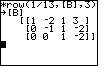 *row(1/13,[B],3)
→[B]
[[1 -2 1 3 ]
[0 -1 1 -2]
[0 0 1 -2]]